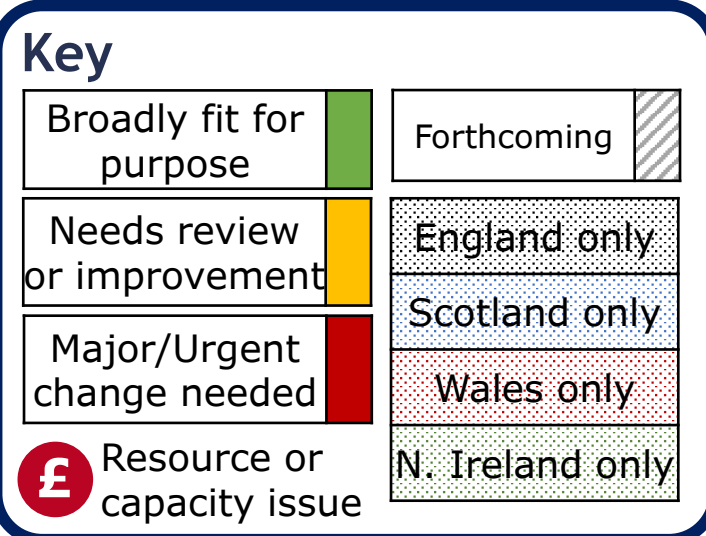 Key
Broadly fit for
purpose
Needs review
or improvement
Major/Urgent
change needed
£
Resource or
capacity issue
Forthcoming
England only
Scotland only
Wales only
N. Ireland only